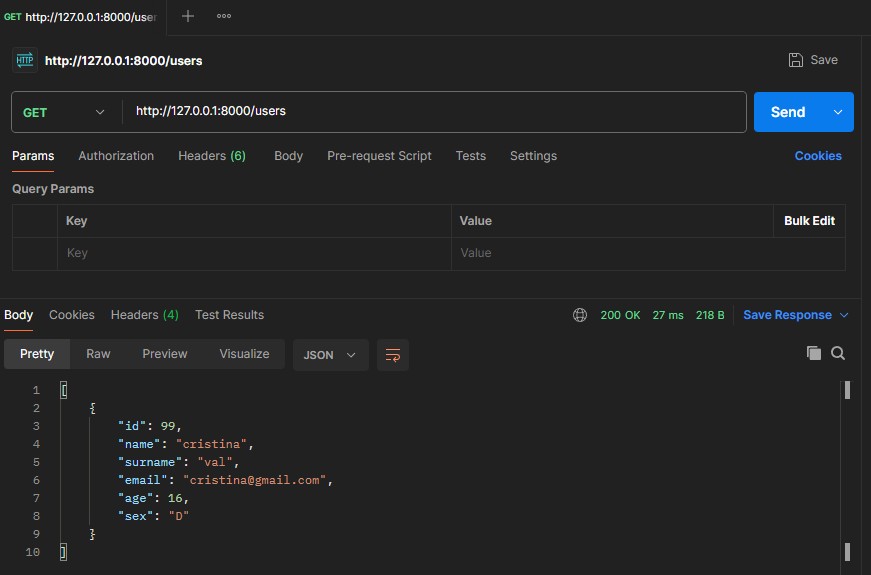 GET http://127.0.0.1:8000/user
HTTP http://127.0.0.1:8000/users Save
GET http://127.0.0.1:8000/users Send
Params Authorization Headers (6) Body Pre-request Script Tests Settings Cookies
Query Params
Key Value Bulk Edit
Key Value
Body Cookies Headers (4) Test Results 200 OK 27 ms 218 B Save Response
Pretty Raw Preview Visualize JSON
1 [
2 {
3 "id": 99,
4 "name": "cristina",
5 "surname": "val",
6 "email": "cristina@gmail.com",
7 "age": 16,
8 "sex": "D"
9 }
10 ]